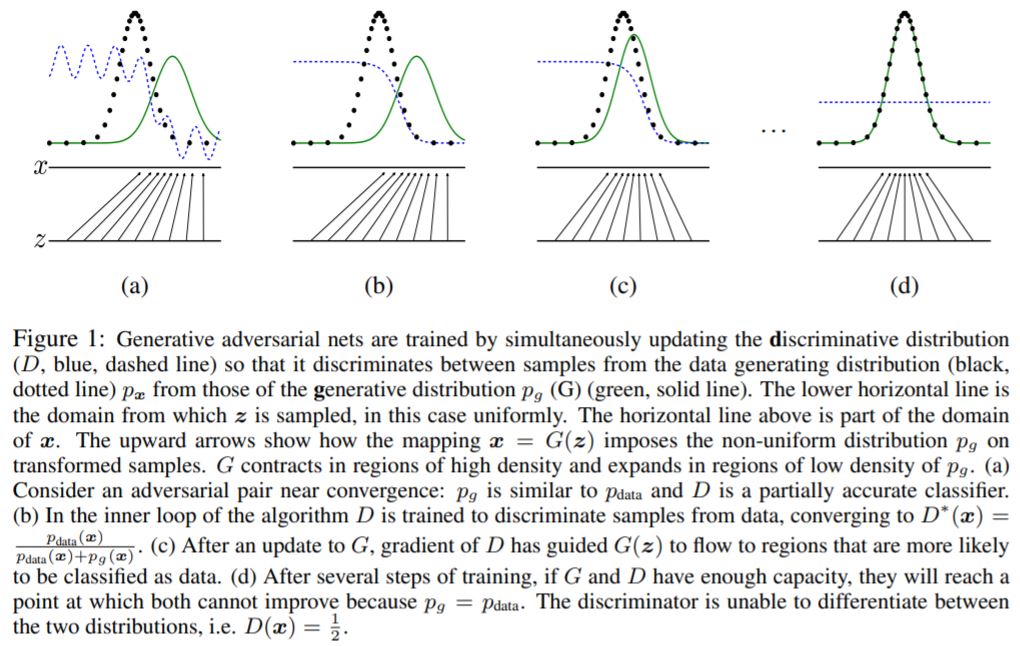 x
z
...
(a) (b) (c) (d)
Figure 1: Generative adversarial nets are trained by simultaneously updating the discriminative distribution
(D, blue, dashed line) so that it discriminates between samples from the data generating distribution (black,
dotted line) pₓ from those of the generative distribution p_g (G) (green, solid line). The lower horizontal line is
the domain from which z is sampled, in this case uniformly. The horizontal line above is part of the domain
of x. The upward arrows show how the mapping x = G(z) imposes the non-uniform distribution p_g on
transformed samples. G contracts in regions of high density and expands in regions of low density of p_g. (a)
Consider an adversarial pair near convergence: p_g is similar to p_data and D is a partially accurate classifier.
(b) In the inner loop of the algorithm D is trained to discriminate samples from data, converging to D*(x) =
p_data(x) / (p_data(x)+p_g(x)). (c) After an update to G, gradient of D has guided G(z) to flow to regions that are more likely
to be classified as data. (d) After several steps of training, if G and D have enough capacity, they will reach a
point at which both cannot improve because p_g = p_data. The discriminator is unable to differentiate between
the two distributions, i.e. D(x) = 1/2.